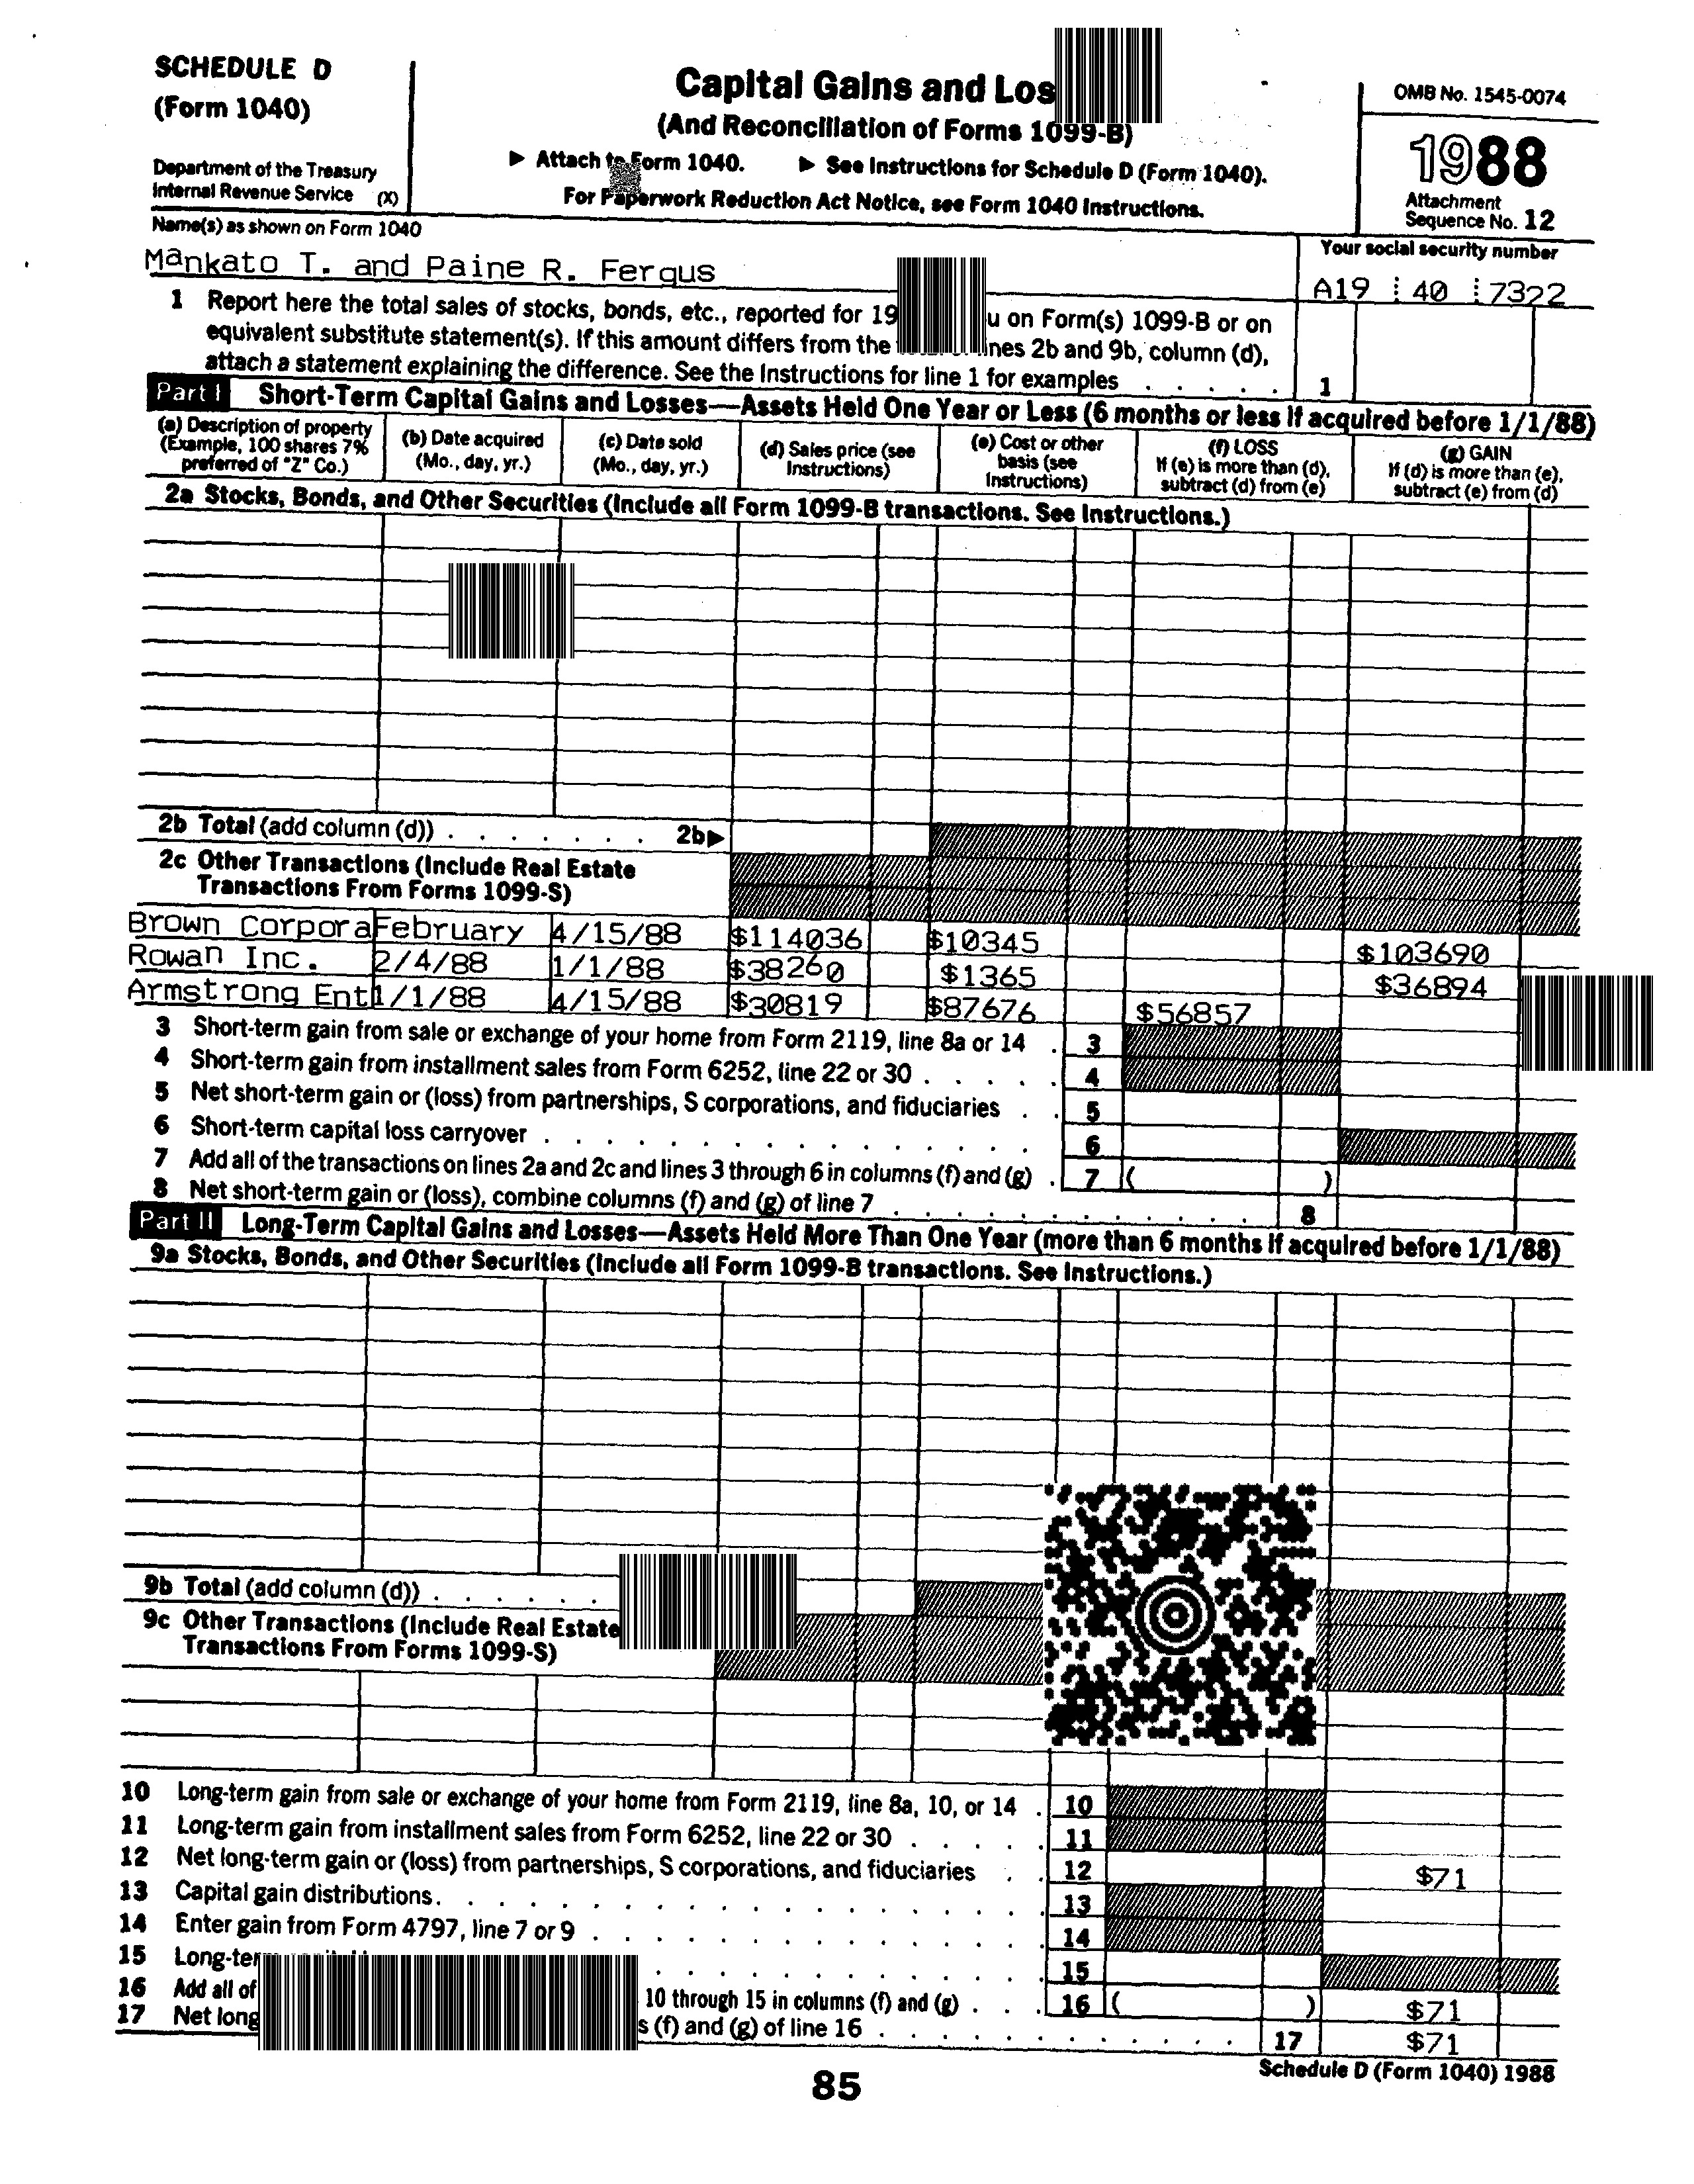 SCHEDULE D
(Form 1040)
Department of the Treasury
Internal Revenue Service (X)
Capital Gains and Los
(And Reconciliation of Forms 1099-B)
▶ Attach to Form 1040. ▶ See Instructions for Schedule D (Form 1040).
For Paperwork Reduction Act Notice, see Form 1040 Instructions.
OMB No. 1545-0074
1988
Attachment
Sequence No. 12
Name(s) as shown on Form 1040
Mankato T. and Paine R. Fergus
Your social security number
A19 40 7322
1 Report here the total sales of stocks, bonds, etc., reported for 19 u on Form(s) 1099-B or on
equivalent substitute statement(s). If this amount differs from the nes 2b and 9b, column (d),
attach a statement explaining the difference. See the Instructions for line 1 for examples . . . . . 1
Part I Short-Term Capital Gains and Losses—Assets Held One Year or Less (6 months or less if acquired before 1/1/88)
(a) Description of property
(Example, 100 shares 7%
preferred of "Z" Co.)
(b) Date acquired
(Mo., day, yr.)
(c) Date sold
(Mo., day, yr.)
(d) Sales price (see
Instructions)
(e) Cost or other
basis (see
Instructions)
(f) LOSS
If (e) is more than (d),
subtract (d) from (e)
(g) GAIN
If (d) is more than (e),
subtract (e) from (d)
2a Stocks, Bonds, and Other Securities (Include all Form 1099-B transactions. See Instructions.)
2b Total (add column (d)) . . . . . . . 2b▶
2c Other Transactions (Include Real Estate
Transactions From Forms 1099-S)
Brown Corpora February 4/15/88 $114036 $10345 $103690
Rowan Inc. 2/4/88 1/1/88 $38260 $1365 $36894
Armstrong Ent 1/1/88 4/15/88 $30819 $87676 $56857
3 Short-term gain from sale or exchange of your home from Form 2119, line 8a or 14 . 3
4 Short-term gain from installment sales from Form 6252, line 22 or 30 . . . . . 4
5 Net short-term gain or (loss) from partnerships, S corporations, and fiduciaries . . 5
6 Short-term capital loss carryover . . . . . . . . . . . . . . . . 6
7 Add all of the transactions on lines 2a and 2c and lines 3 through 6 in columns (f) and (g) . 7 ( )
8 Net short-term gain or (loss), combine columns (f) and (g) of line 7 . . . . . . . . . . . 8
Part II Long-Term Capital Gains and Losses—Assets Held More Than One Year (more than 6 months if acquired before 1/1/88)
9a Stocks, Bonds, and Other Securities (Include all Form 1099-B transactions. See Instructions.)
9b Total (add column (d)) . . . . . .
9c Other Transactions (Include Real Estate
Transactions From Forms 1099-S)
10 Long-term gain from sale or exchange of your home from Form 2119, line 8a, 10, or 14 . 10
11 Long-term gain from installment sales from Form 6252, line 22 or 30 . . . . . 11
12 Net long-term gain or (loss) from partnerships, S corporations, and fiduciaries . . 12 $71
13 Capital gain distributions . . . . . . . . . . . . . . . . . 13
14 Enter gain from Form 4797, line 7 or 9 . . . . . . . . . . . . . 14
15 Long-ter . . . . . . . . . . . 15
16 Add all of 10 through 15 in columns (f) and (g) . . . 16 ( ) $71
17 Net long s (f) and (g) of line 16 . . . . . . . . . . . . 17 $71
Schedule D (Form 1040) 1988
85